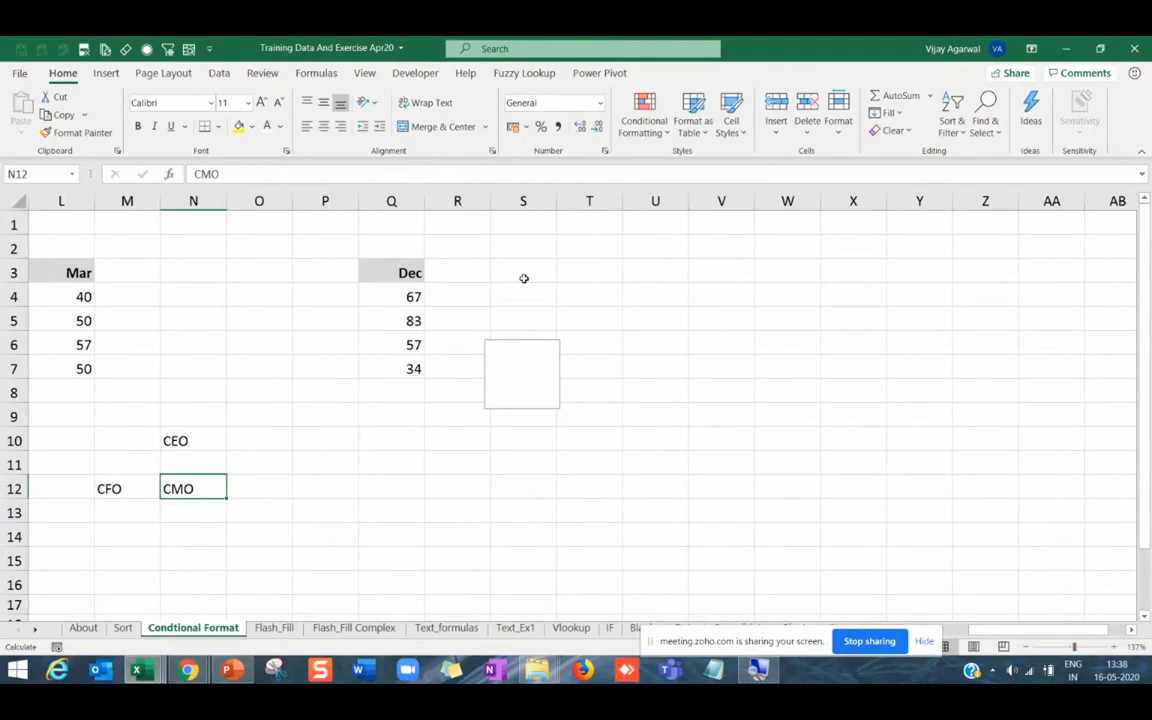 Training Data And Exercise Apr20
Search
Vijay Agarwal VA
File Home Insert Page Layout Formulas Data Review View Developer Help Fuzzy Lookup Power Pivot Share Comments
Paste Cut Calibri 11 Wrap Text General Conditional Formatting Format as Table Cell Styles Insert Delete Format AutoSum Sort & Filter Find & Select Ideas Sensitivity
Copy Fill
Format Painter B I U A Merge & Center % Clear
Clipboard Font Alignment Number Styles Cells Editing Ideas Sensitivity
N12 fx CMO
L M N O P Q R S T U V W X Y Z AA AB
1
2
3 Mar Dec
4 40 67
5 50 83
6 57 57
7 50 34
8
9
10 CEO
11
12 CFO CMO
13
14
15
16
17
About Sort Condtional Format Flash_Fill Flash_Fill Complex Text_formulas Text_Ex1 Vlookup IF
meeting.zoho.com is sharing your screen. Stop sharing Hide
Calculate 137%
ENG 13:38
IN 16-05-2020